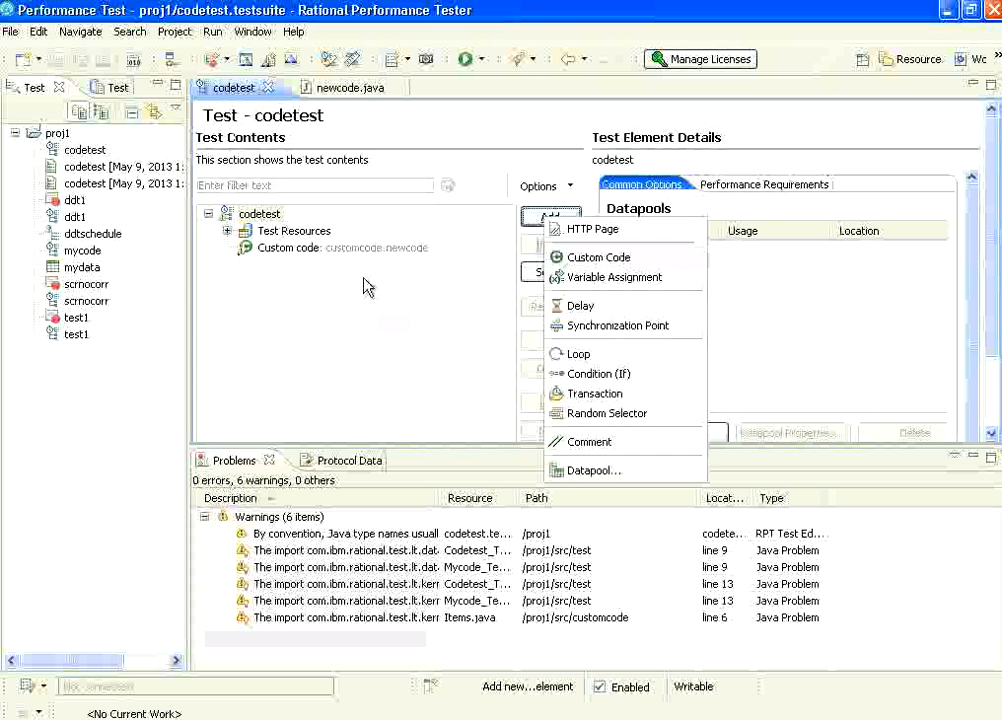 Performance Test - proj1/codetest.testsuite - Rational Performance Tester
File Edit Navigate Search Project Run Window Help
Manage Licenses
Resource
Wc
Test
Test
codetest
newcode.java
Test - codetest
Test Contents
This section shows the test contents
Enter filter text
Options
codetest
Test Resources
Custom code: customcode.newcode
Test Element Details
codetest
Common Options
Performance Requirements
Datapools
Usage
Location
proj1
codetest
codetest [May 9, 2013 1:
codetest [May 9, 2013 1:
ddt1
ddt1
ddtschedule
mycode
mydata
scrnocorr
scrnocorr
test1
test1
HTTP Page
Custom Code
Variable Assignment
Delay
Synchronization Point
Loop
Condition (If)
Transaction
Random Selector
Comment
Datapool...
Datapool Properties...
Delete
Problems
Protocol Data
0 errors, 6 warnings, 0 others
Description Resource Path Locat... Type
Warnings (6 items)
By convention, Java type names usuall codetest.te... /proj1 codete... RPT Test Ed...
The import com.ibm.rational.test.lt.dat Codetest_T... /proj1/src/test line 9 Java Problem
The import com.ibm.rational.test.lt.dat Mycode_Te... /proj1/src/test line 9 Java Problem
The import com.ibm.rational.test.lt.kerr Codetest_T... /proj1/src/test line 13 Java Problem
The import com.ibm.rational.test.lt.kerr Mycode_Te... /proj1/src/test line 13 Java Problem
The import com.ibm.rational.test.lt.kerr Items.java /proj1/src/customcode line 6 Java Problem
Add new...element
Enabled
Writable
<No Current Work>